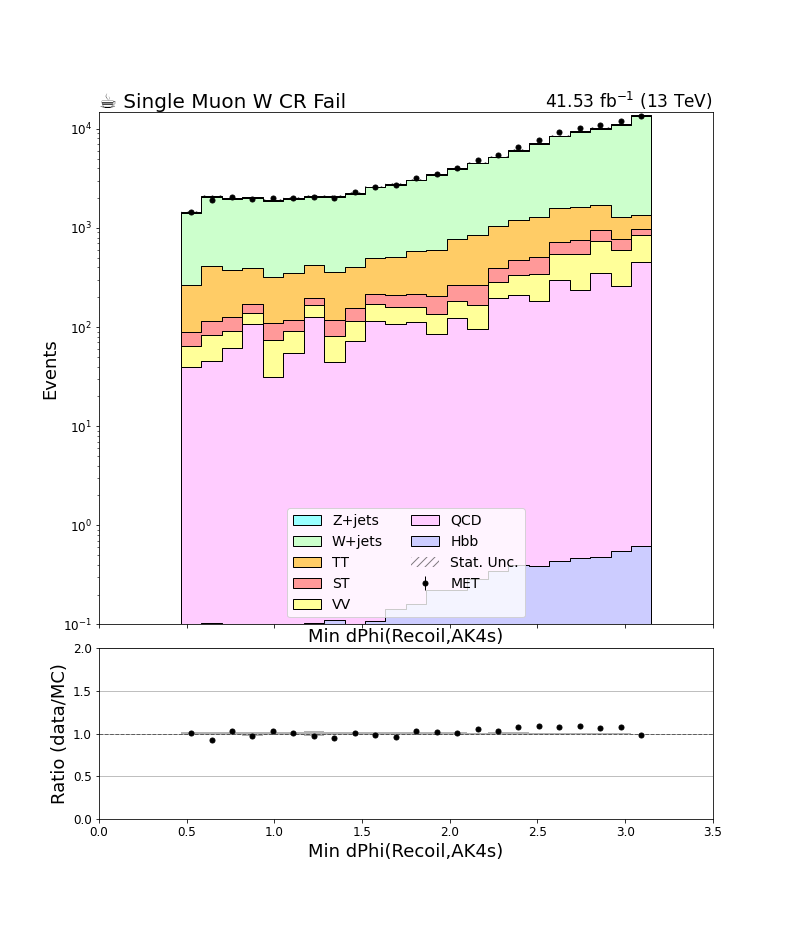 ☕ Single Muon W CR Fail
41.53 fb⁻¹ (13 TeV)
10⁴
10³
10²
10¹
10⁰
10⁻¹
Events
Z+jets
W+jets
TT
ST
VV
QCD
Hbb
Stat. Unc.
MET
Min dPhi(Recoil,AK4s)
2.0
1.5
1.0
0.5
0.0
Ratio (data/MC)
0.0 0.5 1.0 1.5 2.0 2.5 3.0 3.5
Min dPhi(Recoil,AK4s)